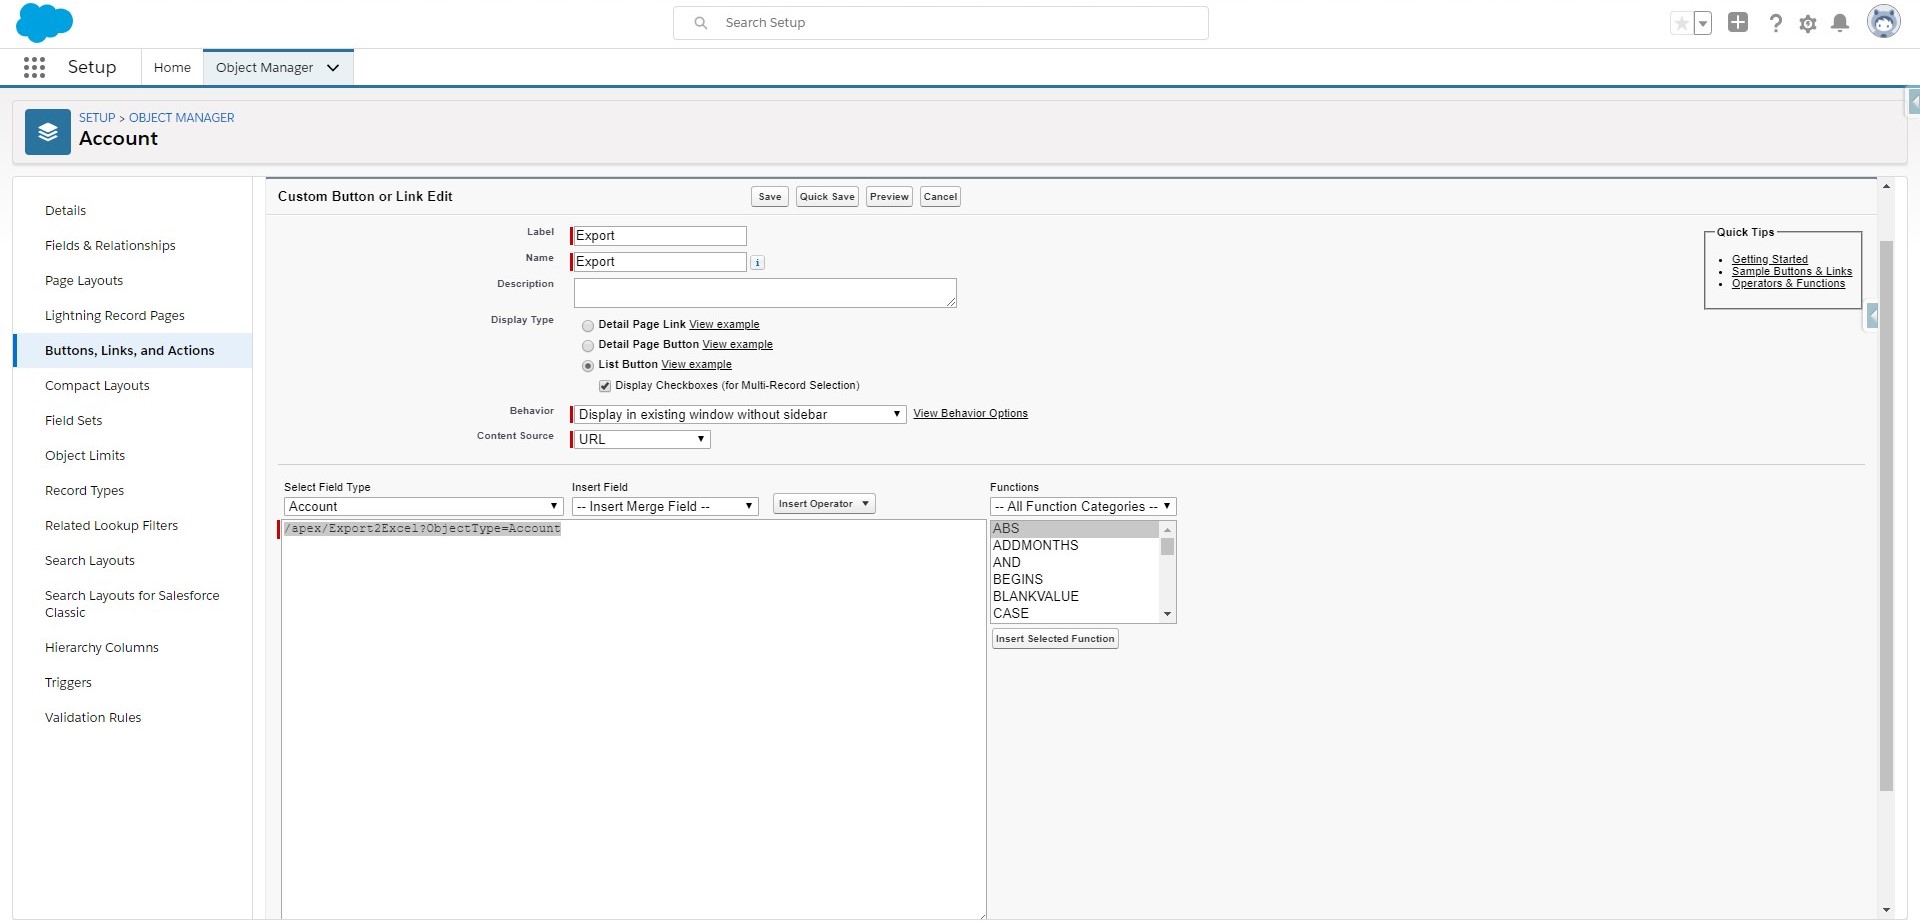 Search Setup
Setup
Home
Object Manager
SETUP > OBJECT MANAGER
Account
Details
Fields & Relationships
Page Layouts
Lightning Record Pages
Buttons, Links, and Actions
Compact Layouts
Field Sets
Object Limits
Record Types
Related Lookup Filters
Search Layouts
Search Layouts for Salesforce
Classic
Hierarchy Columns
Triggers
Validation Rules
Custom Button or Link Edit
Save
Quick Save
Preview
Cancel
Label
Export
Name
Export
i
Description
Display Type
Detail Page Link View example
Detail Page Button View example
List Button View example
Display Checkboxes (for Multi-Record Selection)
Behavior
Display in existing window without sidebar
View Behavior Options
Content Source
URL
Quick Tips
Getting Started
Sample Buttons & Links
Operators & Functions
Select Field Type
Account
Insert Field
-- Insert Merge Field --
Insert Operator
/apex/Export2Excel?ObjectType=Account
Functions
-- All Function Categories --
ABS
ADDMONTHS
AND
BEGINS
BLANKVALUE
CASE
Insert Selected Function